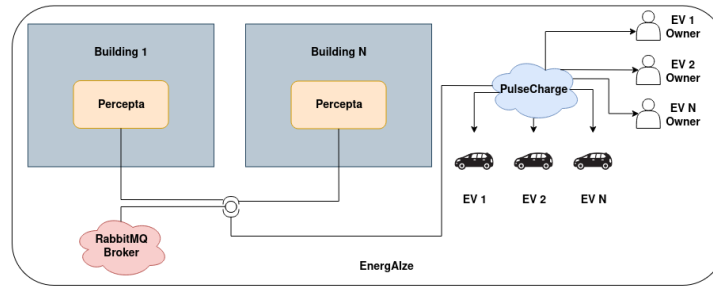 Building 1
Percepta
Building N
Percepta
PulseCharge
EV 1
Owner
EV 2
Owner
EV N
Owner
EV 1
EV 2
EV N
RabbitMQ
Broker
EnergAIze